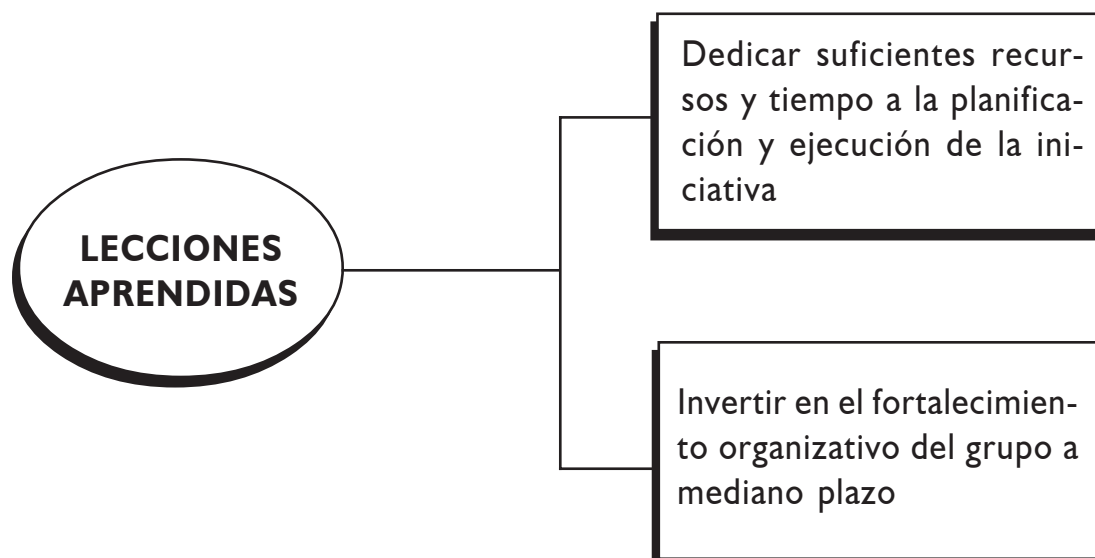 LECCIONES
APRENDIDAS
Dedicar suficientes recur-
sos y tiempo a la planifica-
ción y ejecución de la ini-
ciativa
Invertir en el fortalecimien-
to organizativo del grupo a
mediano plazo